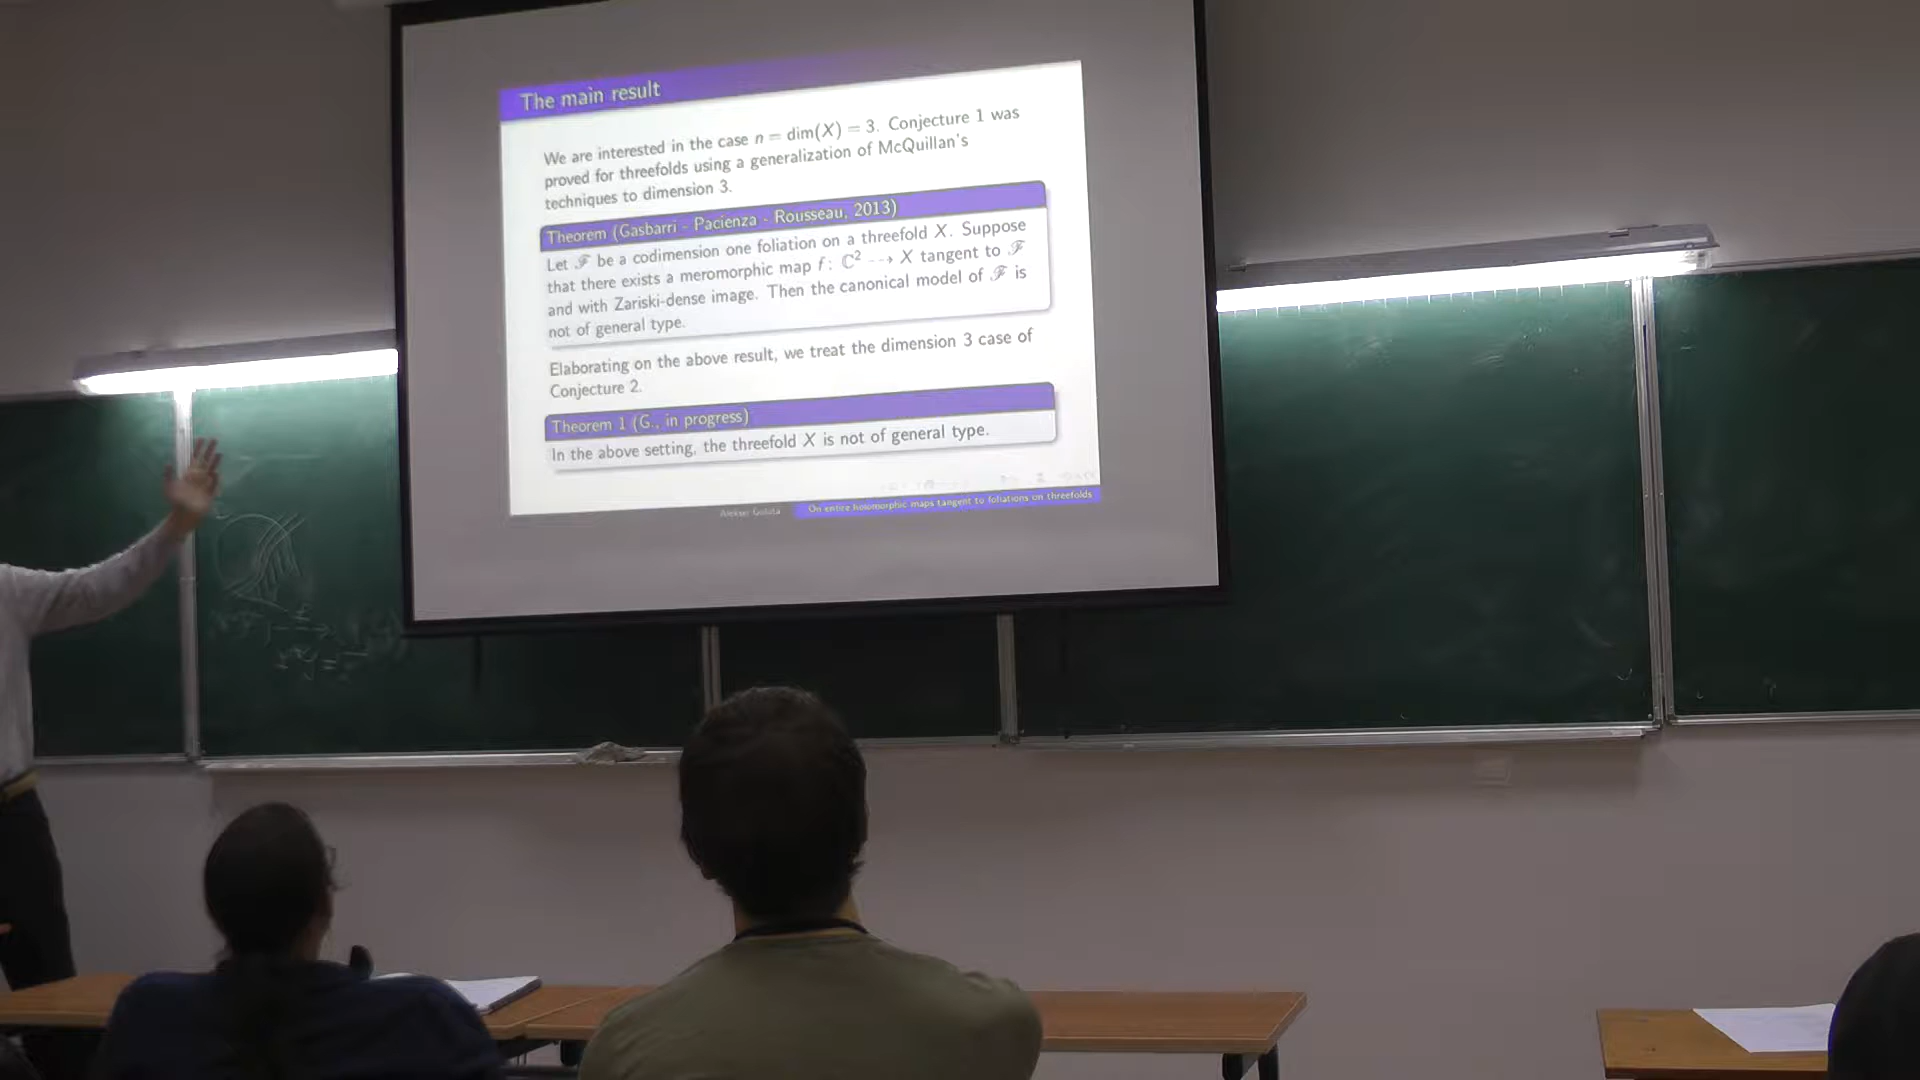 The main result
We are interested in the case n = dim(X) = 3. Conjecture 1 was
proved for threefolds using a generalization of McQuillan's
techniques to dimension 3.
Theorem (Gasbarri - Pacienza - Rousseau, 2013)
Let ℱ be a codimension one foliation on a threefold X. Suppose
that there exists a meromorphic map f: ℂ² ⇢ X tangent to ℱ
and with Zariski-dense image. Then the canonical model of ℱ is
not of general type.
Elaborating on the above result, we treat the dimension 3 case of
Conjecture 2.
Theorem 1 (G., in progress)
In the above setting, the threefold X is not of general type.
Aleksei Golota
On entire holomorphic maps tangent to foliations on threefolds